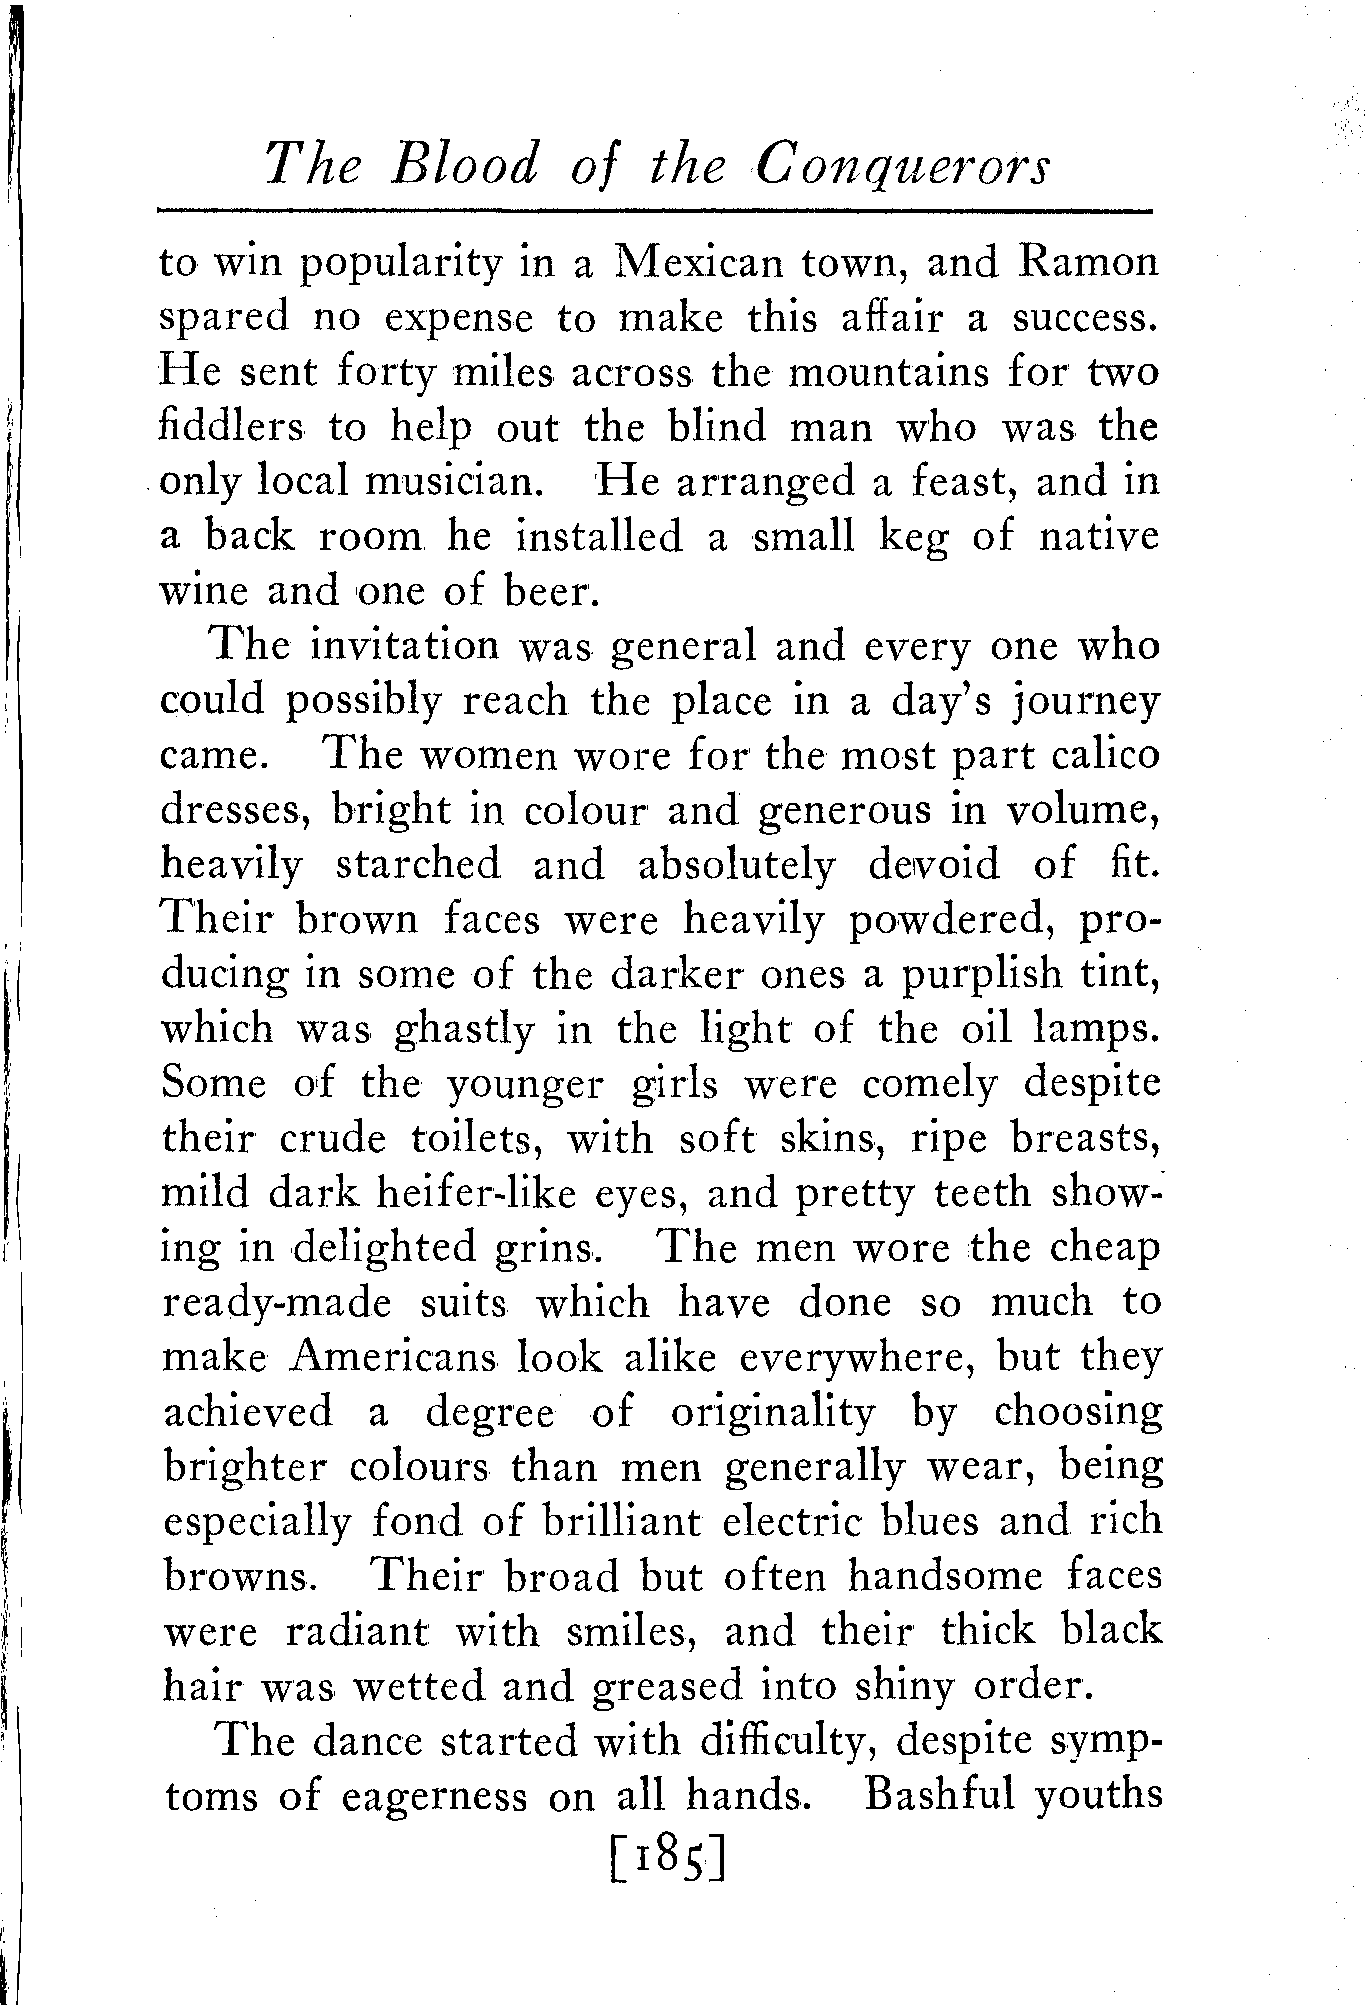 The Blood of the Conquerors
to win popularity in a Mexican town, and Ramon
spared no expense to make this affair a success.
He sent forty miles across the mountains for two
fiddlers to help out the blind man who was the
only local musician. He arranged a feast, and in
a back room he installed a small keg of native
wine and one of beer.
The invitation was general and every one who
could possibly reach the place in a day's journey
came. The women wore for the most part calico
dresses, bright in colour and generous in volume,
heavily starched and absolutely devoid of fit.
Their brown faces were heavily powdered, pro-
ducing in some of the darker ones a purplish tint,
which was ghastly in the light of the oil lamps.
Some of the younger girls were comely despite
their crude toilets, with soft skins, ripe breasts,
mild dark heifer-like eyes, and pretty teeth show-
ing in delighted grins. The men wore the cheap
ready-made suits which have done so much to
make Americans look alike everywhere, but they
achieved a degree of originality by choosing
brighter colours than men generally wear, being
especially fond of brilliant electric blues and rich
browns. Their broad but often handsome faces
were radiant with smiles, and their thick black
hair was wetted and greased into shiny order.
The dance started with difficulty, despite symp-
toms of eagerness on all hands. Bashful youths
[185]